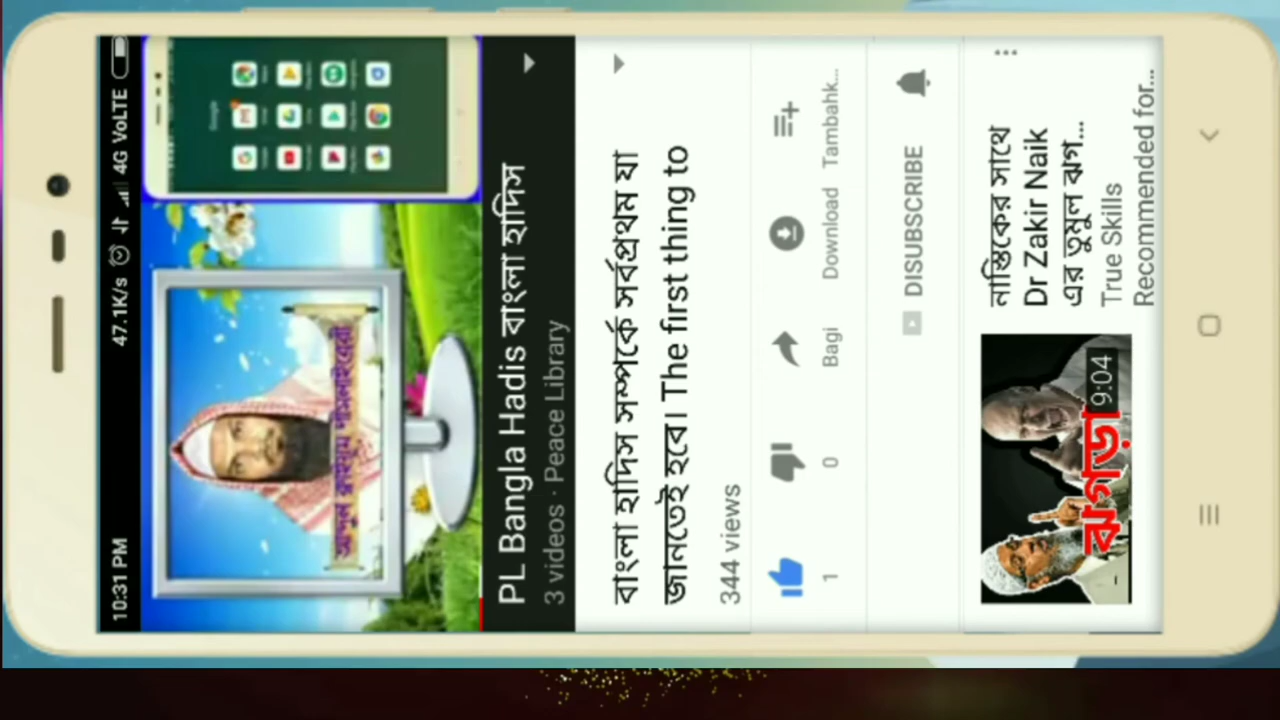 10:31 PM
47.1K/s
4G VoLTE
Google
PL Bangla Hadis বাংলা হাদিস
3 videos · Peace Library
বাংলা হাদিস সম্পর্কে সর্বপ্রথম যা
জানতেই হবে। The first thing to
344 views
1
0
Bagi
Download
Tambahk...
DISUBSCRIBE
ঝগড়া
9:04
নাস্তিকের সাথে
Dr Zakir Naik
এর তুমুল ঝগ...
True Skills
Recommended for...